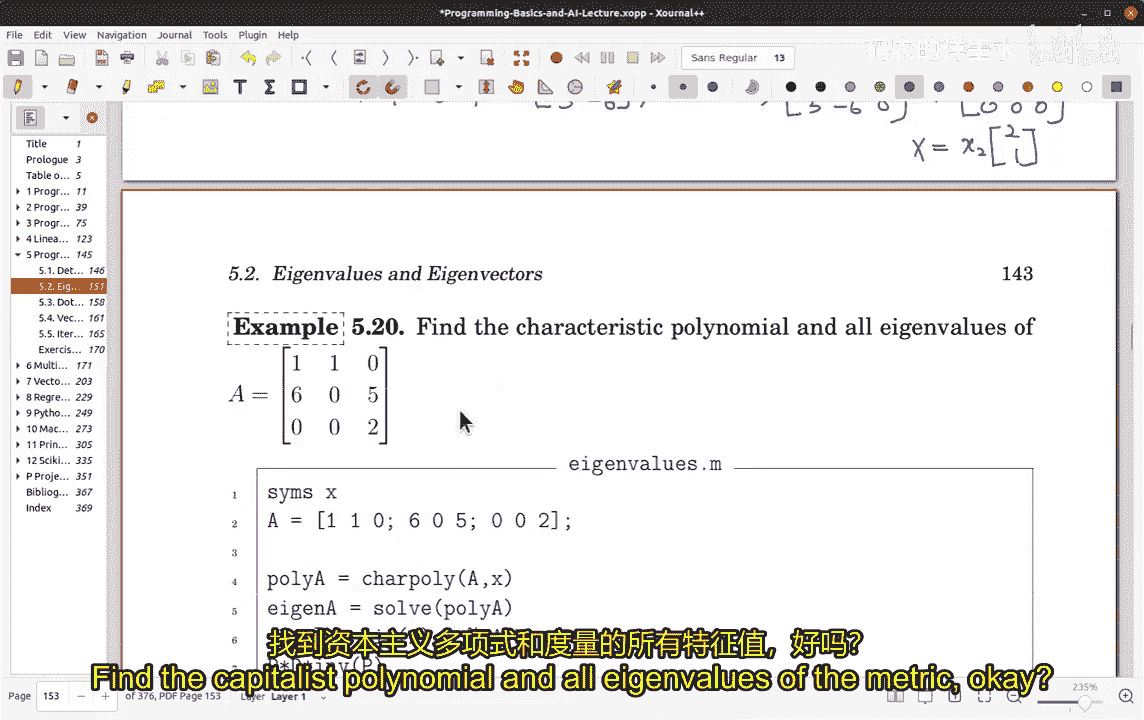 *Programming-Basics-and-AI-Lecture.xopp - Xournal++
File Edit View Navigation Journal Tools Plugin Help
Sans Regular 13
Title 1
Prologue 3
Table o... 5
1 Progr... 11
2 Progr... 39
3 Progr... 75
4 Linea... 123
5 Progr... 145
5.1. Det... 146
5.2. Eig... 151
5.3. Dot... 158
5.4. Vec... 161
5.5. Iter... 165
Exercis... 170
6 Multi... 171
7 Vecto... 203
8 Regre... 229
9 Pytho... 249
10 Mac... 273
11 Prin... 305
12 Sciki... 335
P Proje... 351
Bibliog... 367
Index 369
X = x₂ [2
1]
5.2. Eigenvalues and Eigenvectors 143
Example 5.20. Find the characteristic polynomial and all eigenvalues of
A = [1 1 0
6 0 5
0 0 2]
eigenvalues.m
1 syms x
2 A = [1 1 0; 6 0 5; 0 0 2];
3
4 polyA = charpoly(A,x)
5 eigenA = solve(polyA)
6
找到资本主义多项式和度量的所有特征值，好吗？
Find the capitalist polynomial and all eigenvalues of the metric, okay?
Page 153 of 376, PDF Page 153 Layer Layer 1 235%